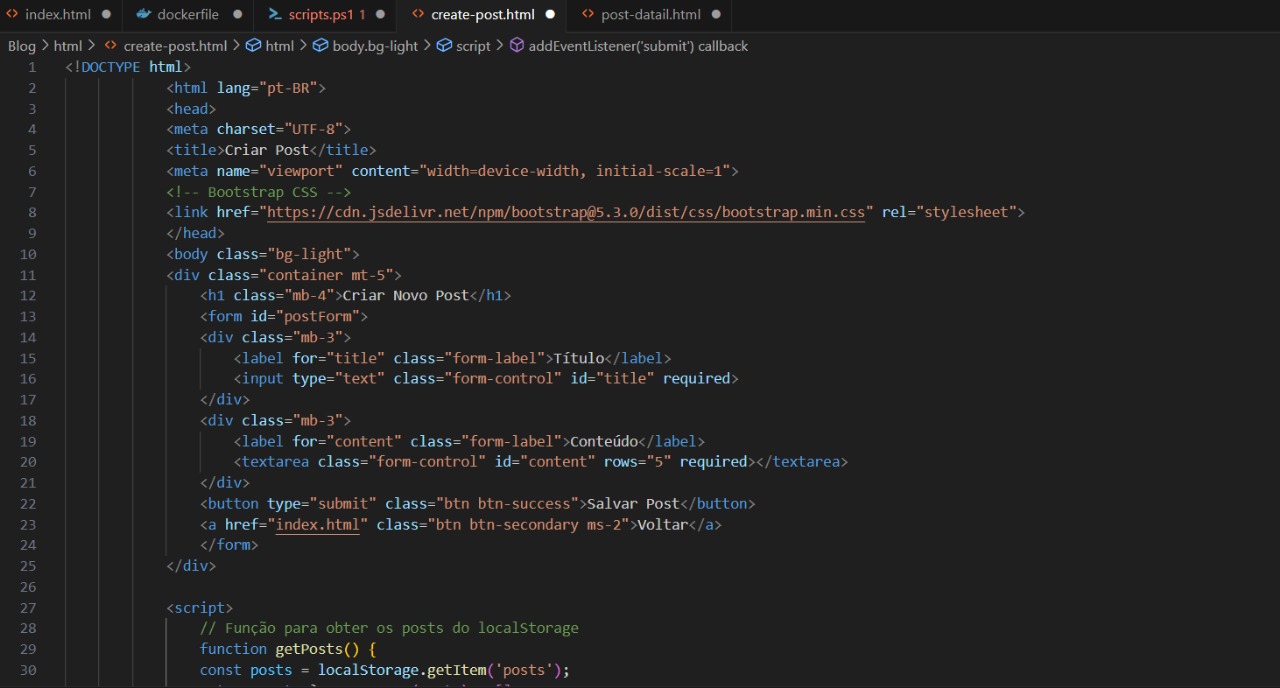 index.html dockerfile scripts.ps1 1 create-post.html post-datail.html
Blog > html > create-post.html > html > body.bg-light > script > addEventListener('submit') callback
1 <!DOCTYPE html>
2 <html lang="pt-BR">
3 <head>
4 <meta charset="UTF-8">
5 <title>Criar Post</title>
6 <meta name="viewport" content="width=device-width, initial-scale=1">
7 <!-- Bootstrap CSS -->
8 <link href="https://cdn.jsdelivr.net/npm/bootstrap@5.3.0/dist/css/bootstrap.min.css" rel="stylesheet">
9 </head>
10 <body class="bg-light">
11 <div class="container mt-5">
12 <h1 class="mb-4">Criar Novo Post</h1>
13 <form id="postForm">
14 <div class="mb-3">
15 <label for="title" class="form-label">Título</label>
16 <input type="text" class="form-control" id="title" required>
17 </div>
18 <div class="mb-3">
19 <label for="content" class="form-label">Conteúdo</label>
20 <textarea class="form-control" id="content" rows="5" required></textarea>
21 </div>
22 <button type="submit" class="btn btn-success">Salvar Post</button>
23 <a href="index.html" class="btn btn-secondary ms-2">Voltar</a>
24 </form>
25 </div>
26
27 <script>
28 // Função para obter os posts do localStorage
29 function getPosts() {
30 const posts = localStorage.getItem('posts');